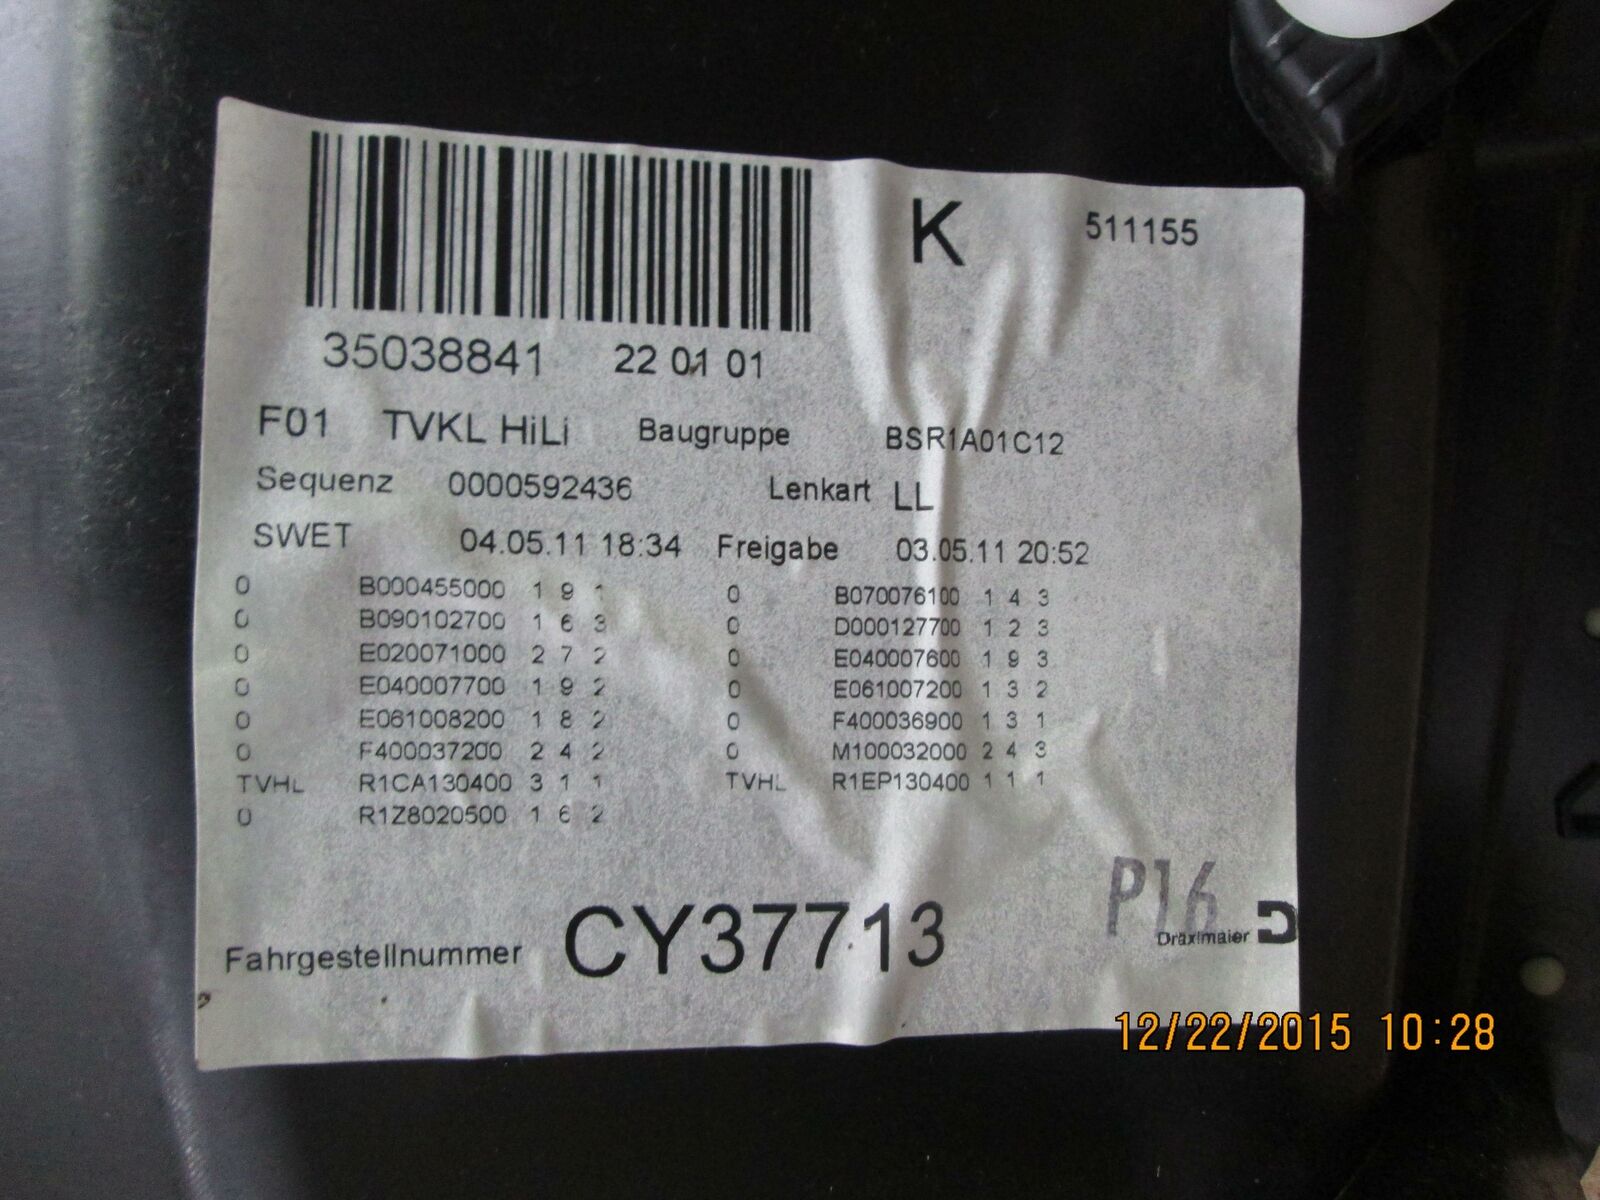 K 511155
35038841 22 01 01
F01 TVKL HiLi Baugruppe BSR1A01C12
Sequenz 0000592436 Lenkart LL
SWET 04.05.11 18:34 Freigabe 03.05.11 20:52
0 B000455000 1 9 1 0 B070076100 1 4 3
0 B090102700 1 6 3 0 D000127700 1 2 3
0 E020071000 2 7 2 0 E040007600 1 9 3
0 E040007700 1 9 2 0 E061007200 1 3 2
0 E061008200 1 8 2 0 F400036900 1 3 1
0 F400037200 2 4 2 0 M100032000 2 4 3
TVHL R1CA130400 3 1 1 TVHL R1EP130400 1 1 1
0 R1Z8020500 1 6 2
P16
Fahrgestellnummer CY37713 Dräxlmaier
12/22/2015 10:28